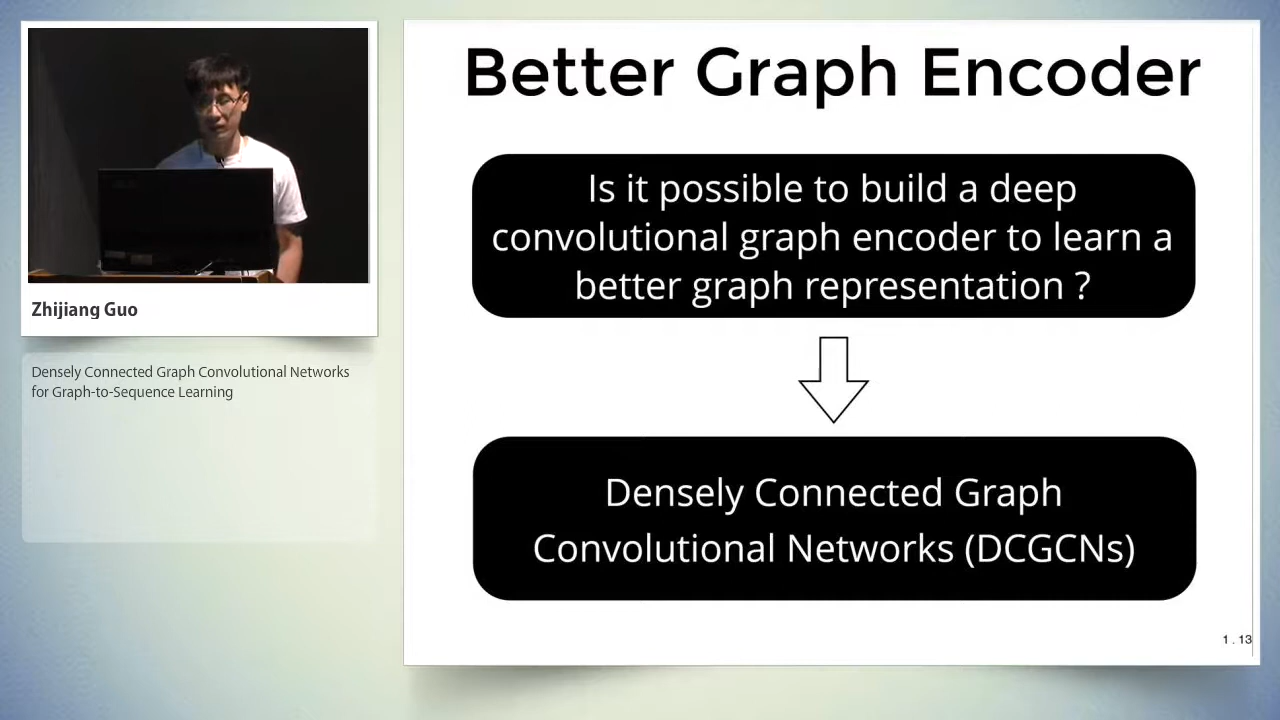 Better Graph Encoder
Is it possible to build a deep
convolutional graph encoder to learn a
better graph representation ?
Densely Connected Graph
Convolutional Networks (DCGCNs)
1 . 13
Zhijiang Guo
Densely Connected Graph Convolutional Networks
for Graph-to-Sequence Learning